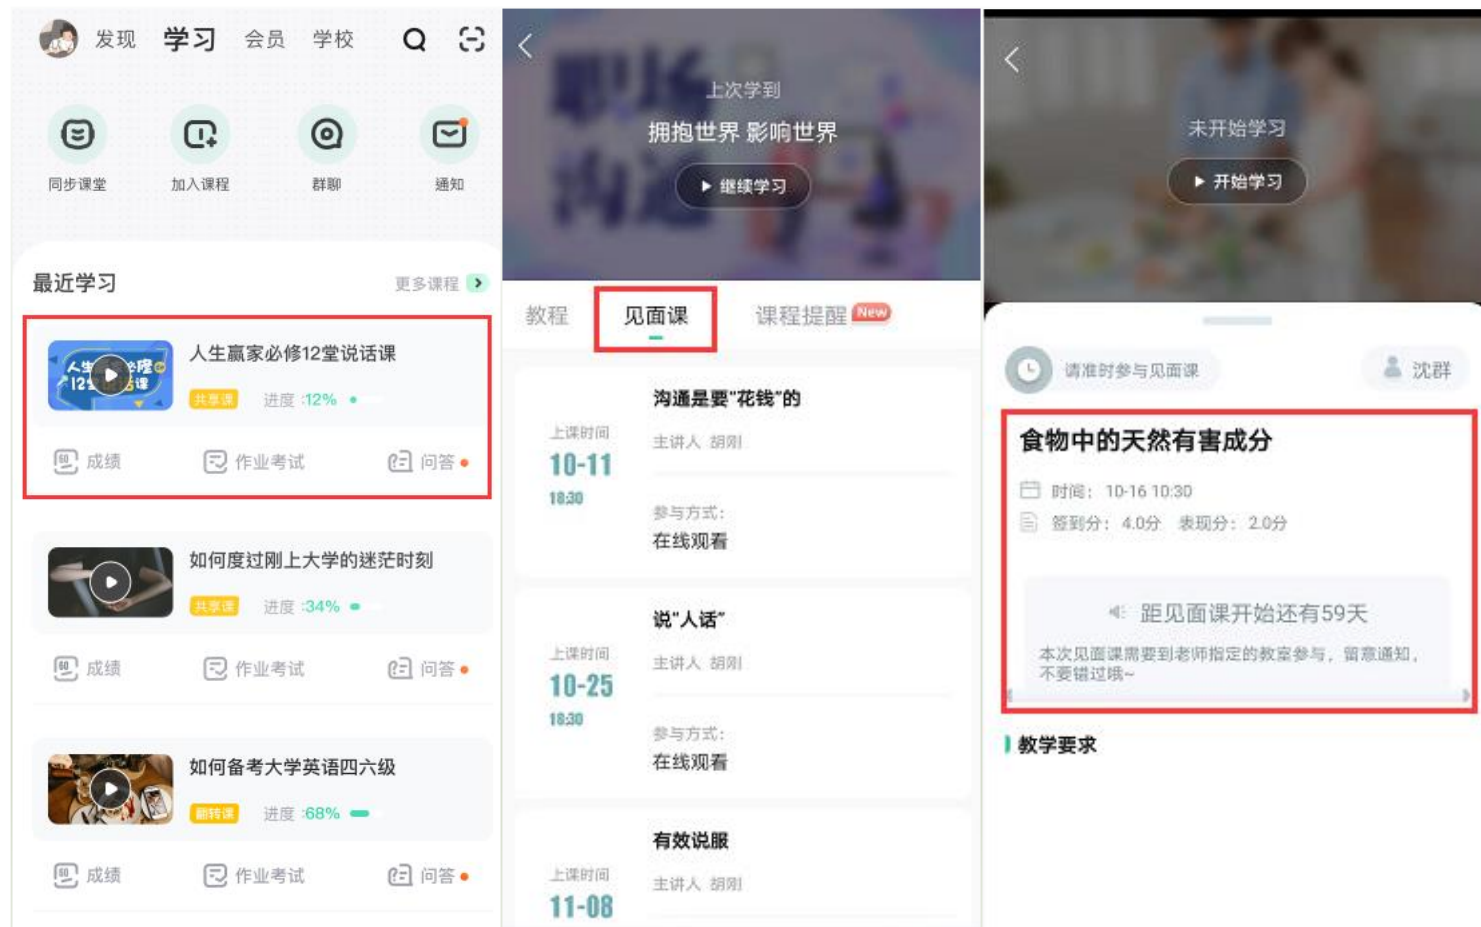 发现 学习 会员 学校
同步课堂 加入课程 群聊 通知
最近学习 更多课程
人生赢家必修12堂说话课
共享课 进度:12%
成绩 作业考试 问答
如何度过刚上大学的迷茫时刻
共享课 进度:34%
成绩 作业考试 问答
如何备考大学英语四六级
翻转课 进度:68%
成绩 作业考试 问答
职场
沟通
上次学到
拥抱世界 影响世界
继续学习
教程 见面课 课程提醒 New
沟通是要"花钱"的
上课时间
主讲人 胡刚
10-11
18:30
参与方式:
在线观看
说"人话"
上课时间
主讲人 胡刚
10-25
18:30
参与方式:
在线观看
有效说服
上课时间
主讲人 胡刚
11-08
未开始学习
开始学习
请准时参与见面课 沈群
食物中的天然有害成分
时间: 10-16 10:30
签到分: 4.0分 表现分: 2.0分
距见面课开始还有59天
本次见面课需要到老师指定的教室参与, 留意通知,
不要错过哦~
教学要求